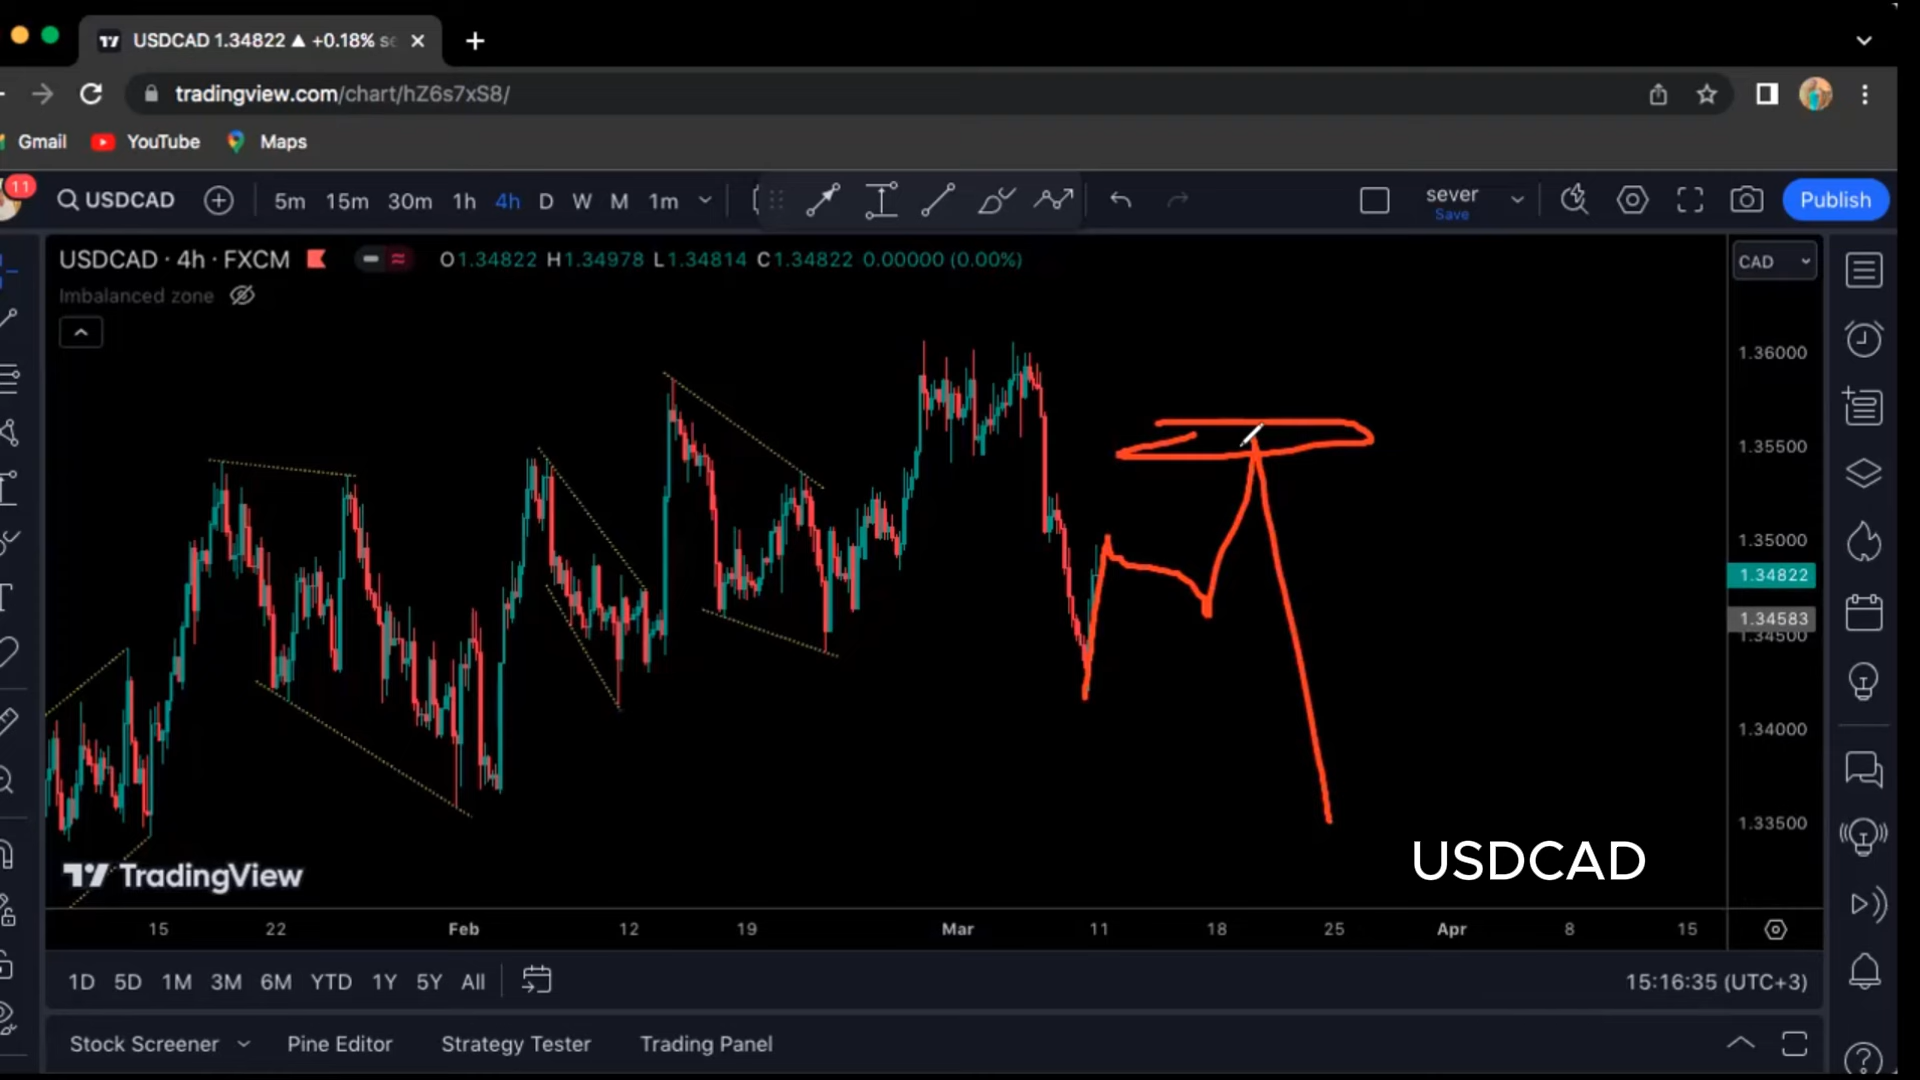 USDCAD 1.34822 ▲ +0.18% se
tradingview.com/chart/hZ6s7xS8/
Gmail YouTube Maps
11
USDCAD 5m 15m 30m 1h 4h D W M 1m sever Save Publish
USDCAD · 4h · FXCM O1.34822 H1.34978 L1.34814 C1.34822 0.00000 (0.00%)
CAD
Imbalanced zone
1.36000
1.35500
1.35000
1.34822
1.34583
1.34500
1.34000
1.33500
USDCAD
TradingView
15 22 Feb 12 19 Mar 11 18 25 Apr 8 15
1D 5D 1M 3M 6M YTD 1Y 5Y All 15:16:35 (UTC+3)
Stock Screener Pine Editor Strategy Tester Trading Panel